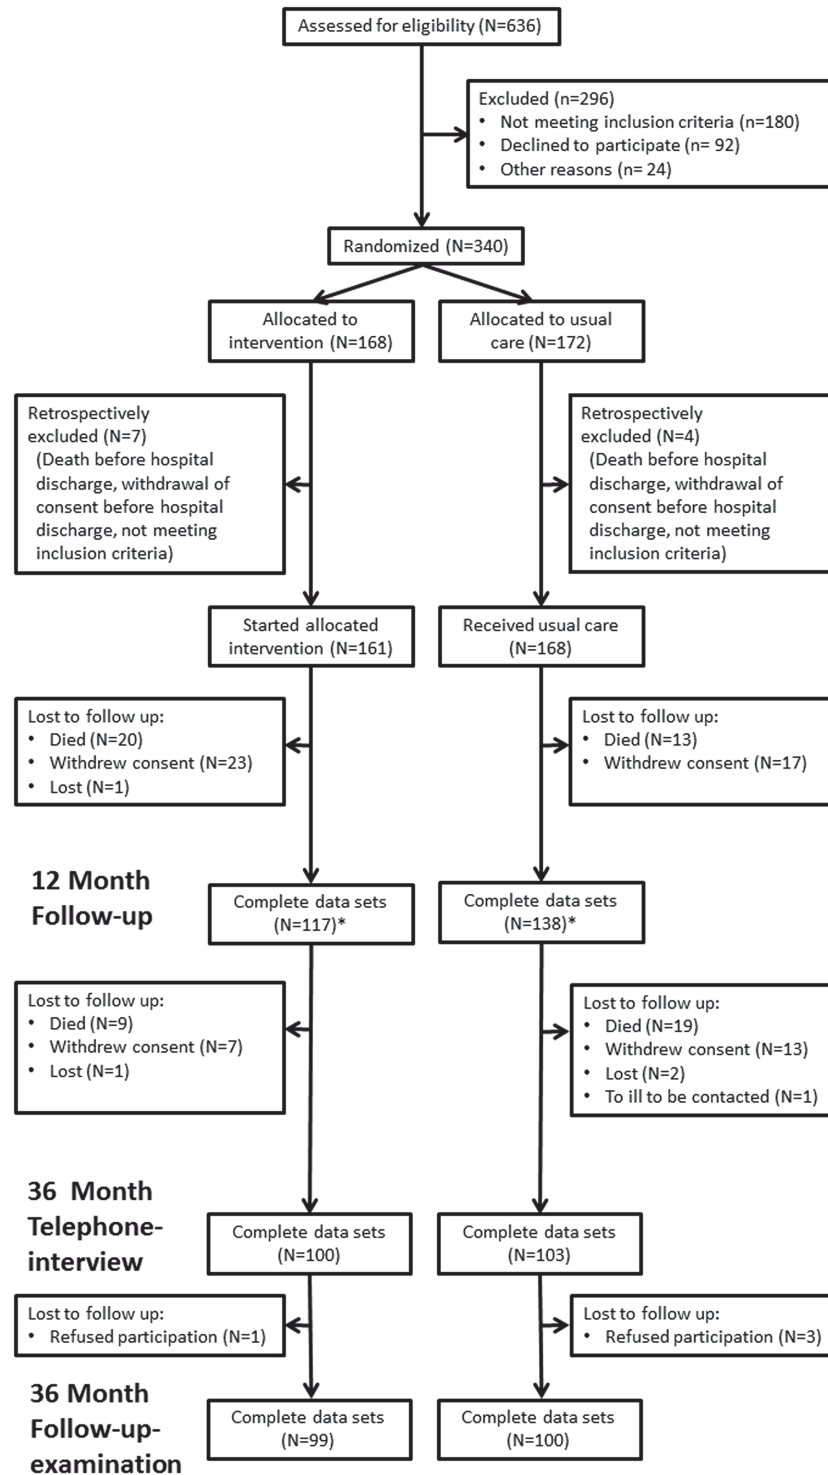 Assessed for eligibility (N=636)
Excluded (n=296)
• Not meeting inclusion criteria (n=180)
• Declined to participate (n= 92)
• Other reasons (n= 24)
Randomized (N=340)
Allocated to
intervention (N=168)
Allocated to usual
care (N=172)
Retrospectively
excluded (N=7)
(Death before hospital
discharge, withdrawal of
consent before hospital
discharge, not meeting
inclusion criteria)
Retrospectively
excluded (N=4)
(Death before hospital
discharge, withdrawal of
consent before hospital
discharge, not meeting
inclusion criteria)
Started allocated
intervention (N=161)
Received usual care
(N=168)
Lost to follow up:
• Died (N=20)
• Withdrew consent (N=23)
• Lost (N=1)
Lost to follow up:
• Died (N=13)
• Withdrew consent (N=17)
12 Month
Follow-up
Complete data sets
(N=117)*
Complete data sets
(N=138)*
Lost to follow up:
• Died (N=9)
• Withdrew consent (N=7)
• Lost (N=1)
Lost to follow up:
• Died (N=19)
• Withdrew consent (N=13)
• Lost (N=2)
• To ill to be contacted (N=1)
36 Month
Telephone-
interview
Complete data sets
(N=100)
Complete data sets
(N=103)
Lost to follow up:
• Refused participation (N=1)
Lost to follow up:
• Refused participation (N=3)
36 Month
Follow-up-
examination
Complete data sets
(N=99)
Complete data sets
(N=100)